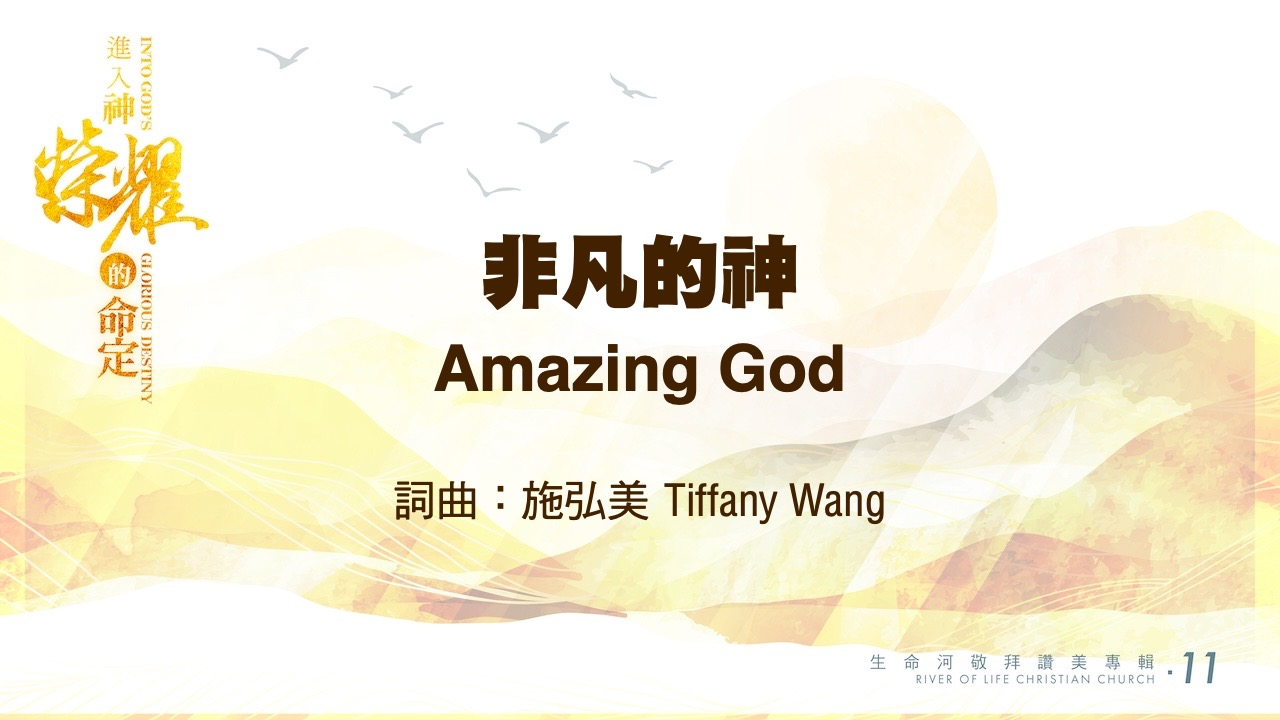 進入神
榮耀
的
命定
INTO GOD'S
GLORIOUS DESTINY
非凡的神
Amazing God
詞曲：施弘美 Tiffany Wang
生命河敬拜讚美專輯
RIVER OF LIFE CHRISTIAN CHURCH
·11